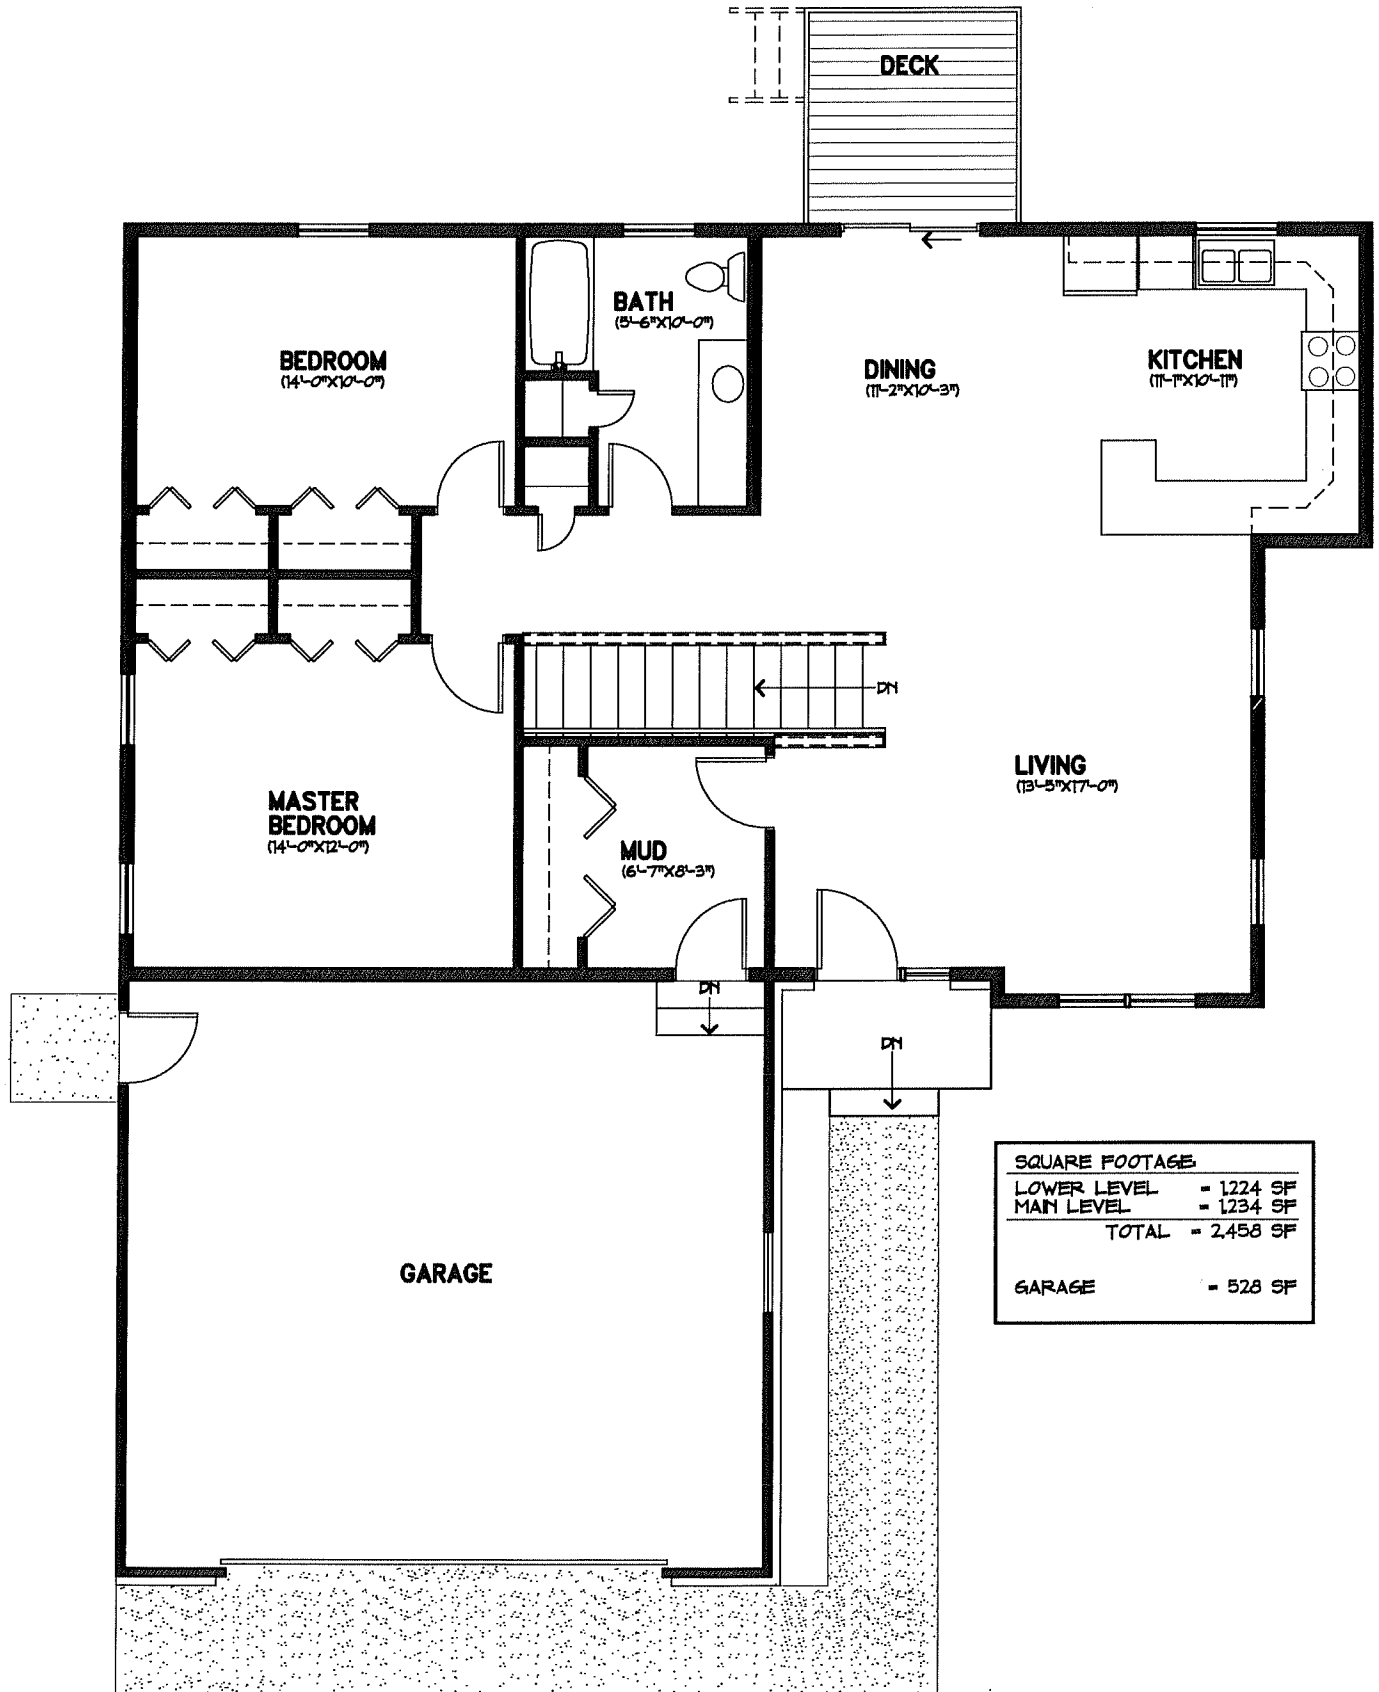 DECK
BATH
(5'-6"X10'-0")
BEDROOM
(14'-0"X10'-0")
DINING
(11'-2"X10'-3")
KITCHEN
(11'-1"X10'-11")
DN
LIVING
(13'-5"X17'-0")
MASTER
BEDROOM
(14'-0"X12'-0")
MUD
(6'-7"X8'-3")
DN
DN
SQUARE FOOTAGE:
LOWER LEVEL = 1,224 SF
MAIN LEVEL = 1,234 SF
TOTAL = 2,458 SF
GARAGE = 528 SF
GARAGE